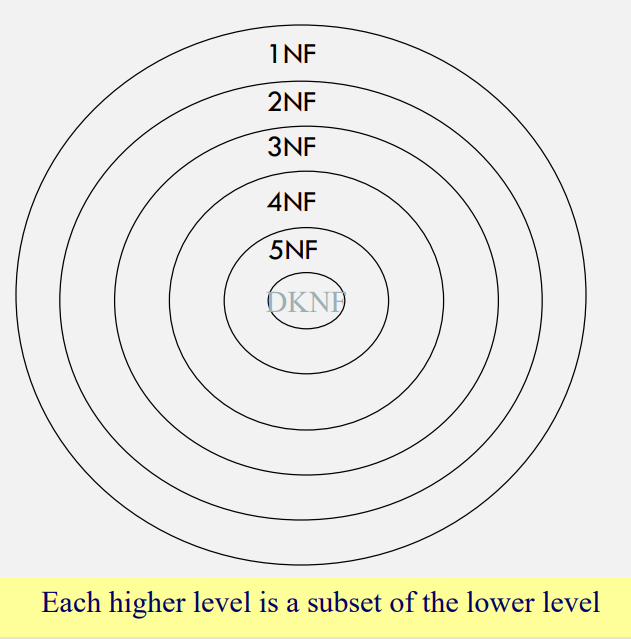 1NF
2NF
3NF
4NF
5NF
DKNF
Each higher level is a subset of the lower level